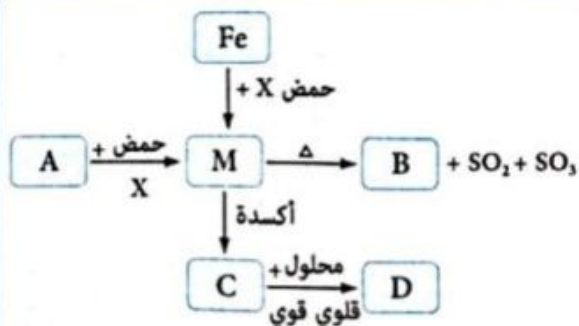 Fe
+ حمض X
A
+ حمض
X
M
Δ
B
+ SO₂ + SO₃
أكسدة
C
+ محلول
قلوي قوي
D